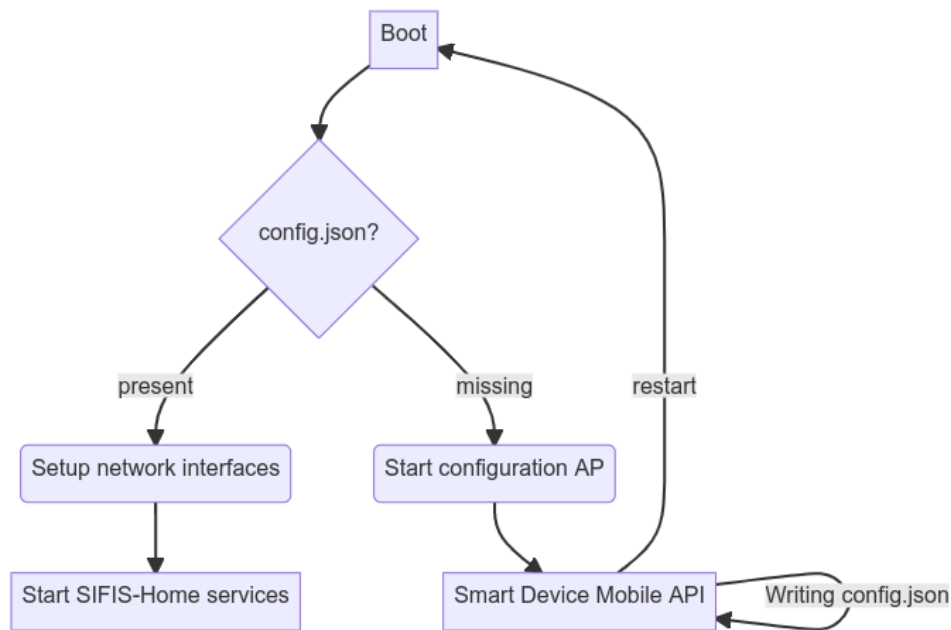 Boot
config.json?
present
missing
restart
Setup network interfaces
Start configuration AP
Start SIFIS-Home services
Smart Device Mobile API
Writing config.json